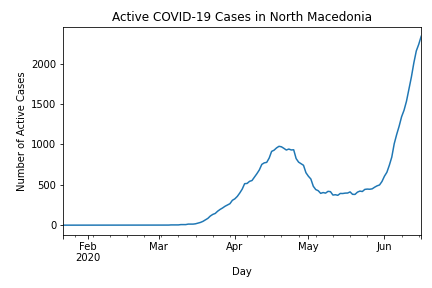 Active COVID-19 Cases in North Macedonia
Number of Active Cases
2000
1500
1000
500
0
Feb Mar Apr May Jun
2020
Day